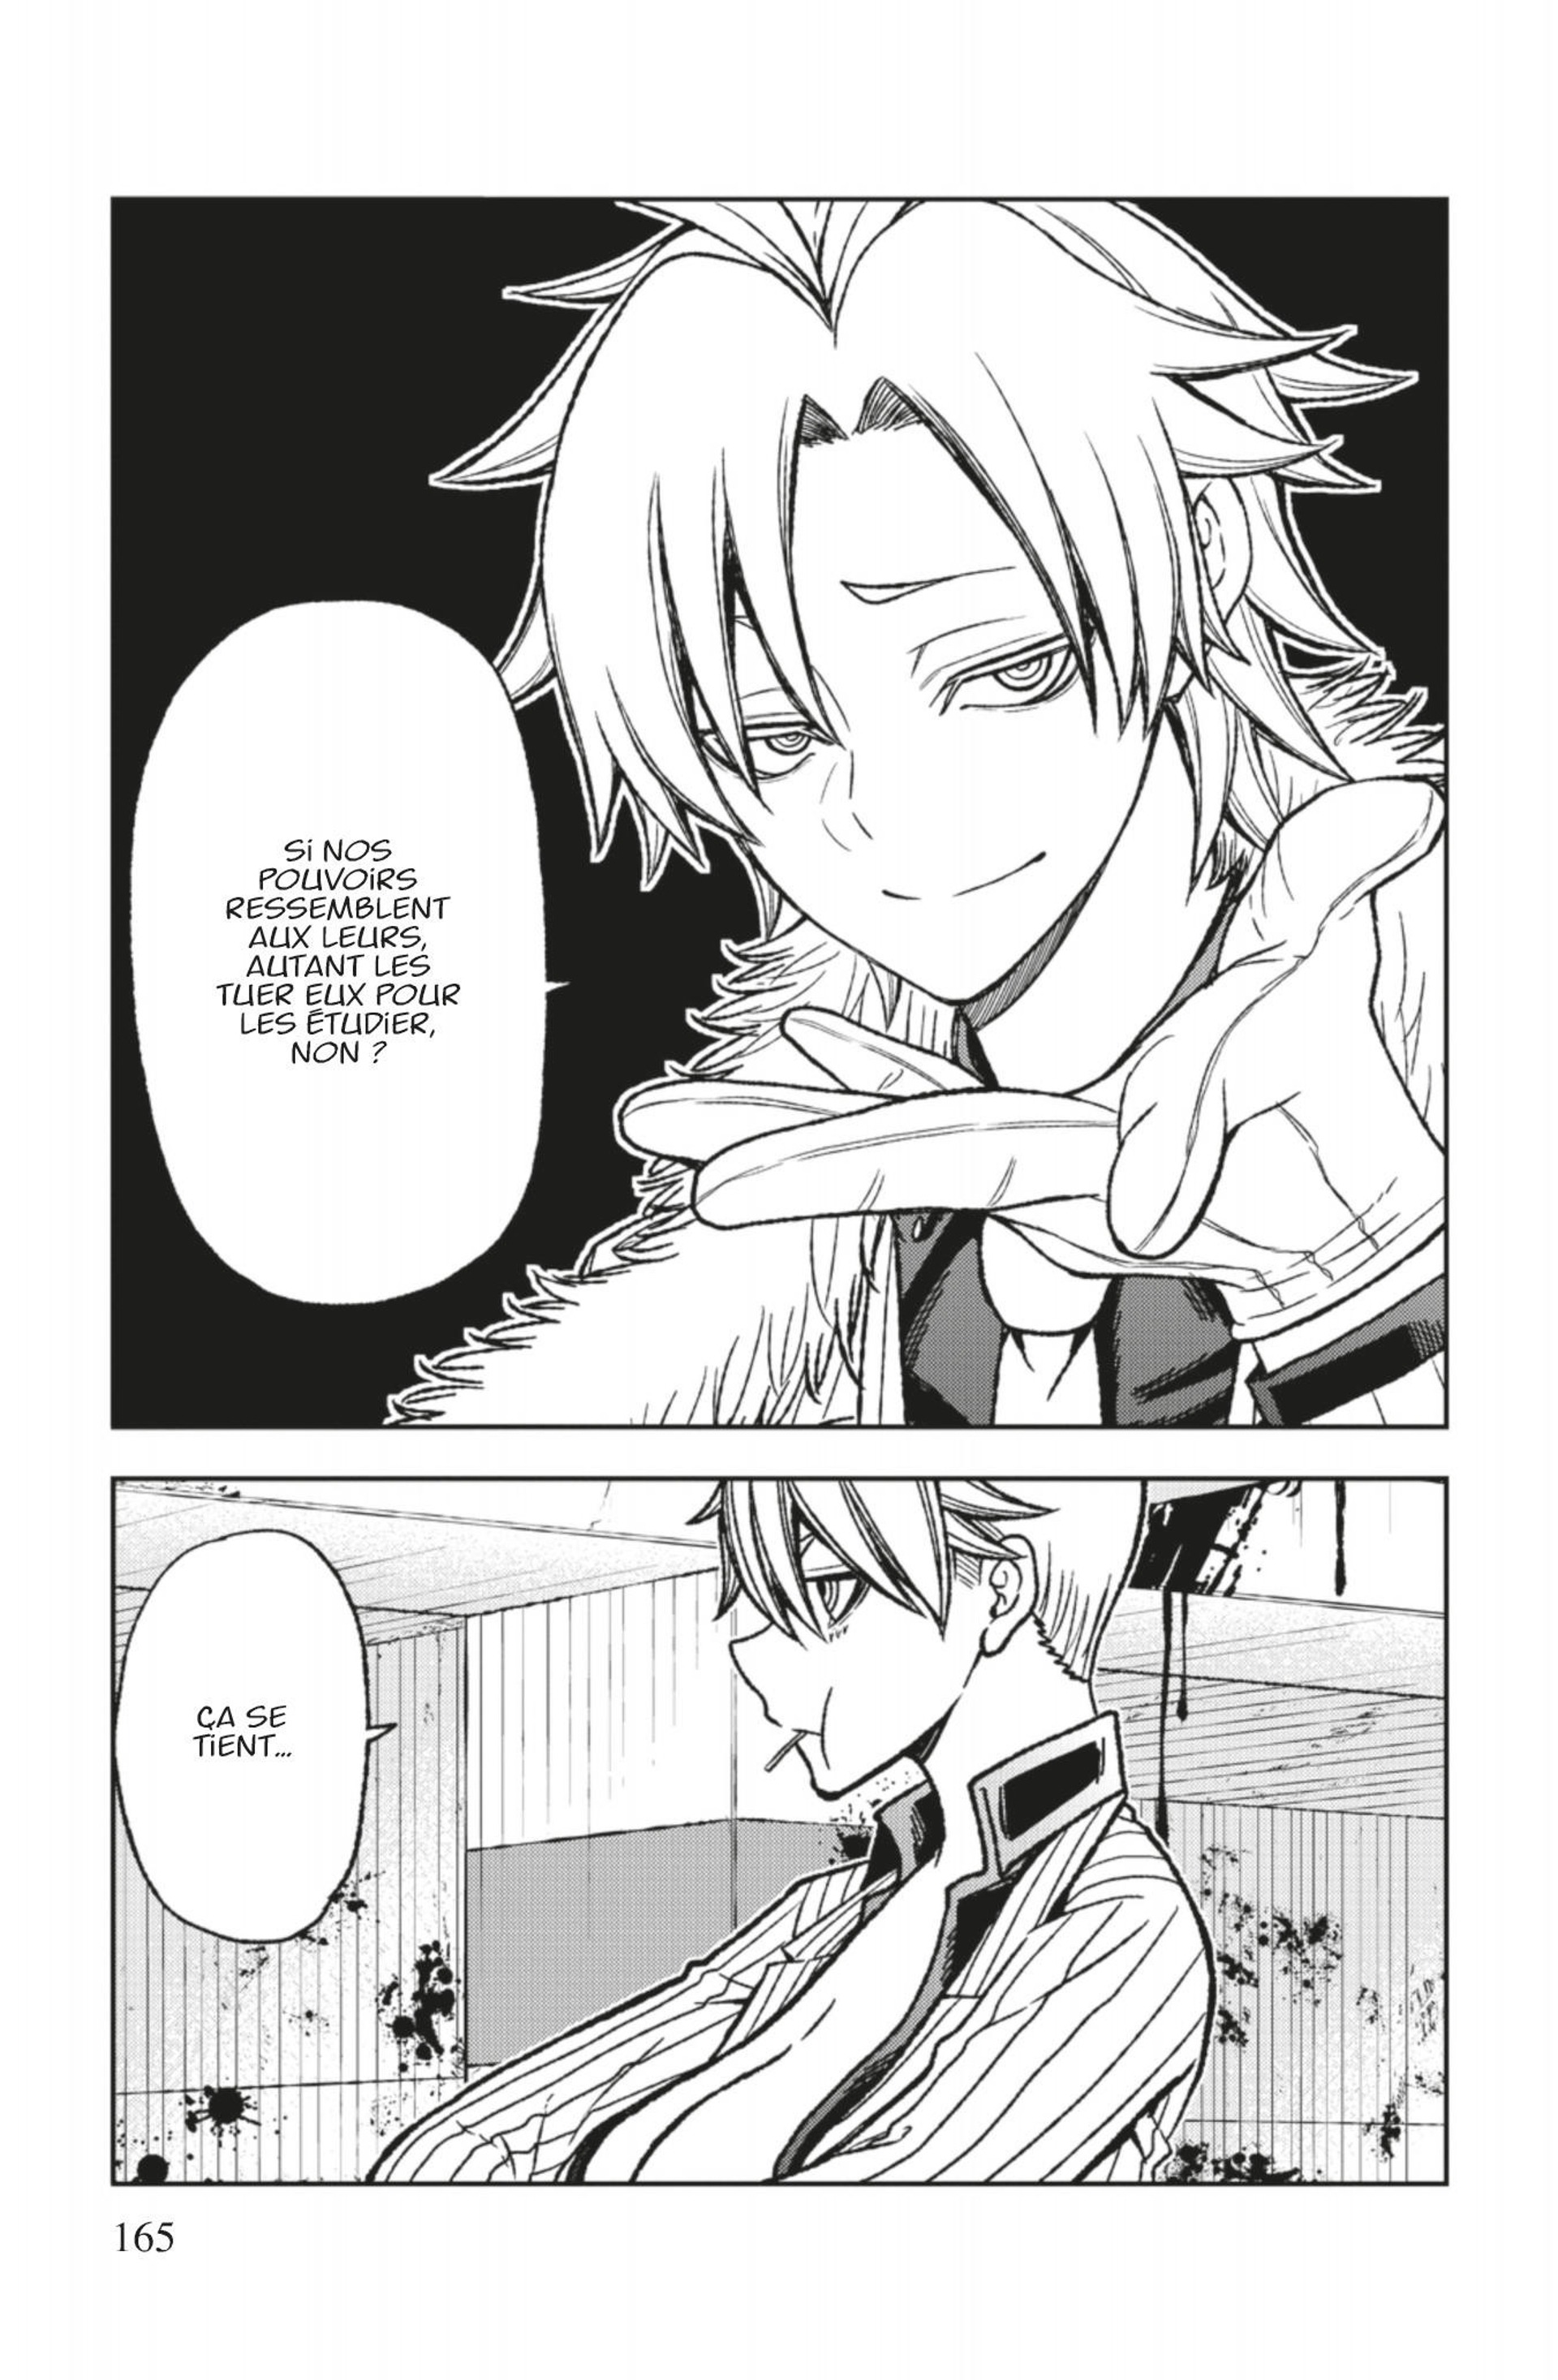 SI NOS
POUVOIRS
RESSEMBLENT
AUX LEURS,
AUTANT LES
TUER EUX POUR
LES ÉTUDIER,
NON ?
ÇA SE
TIENT...
165